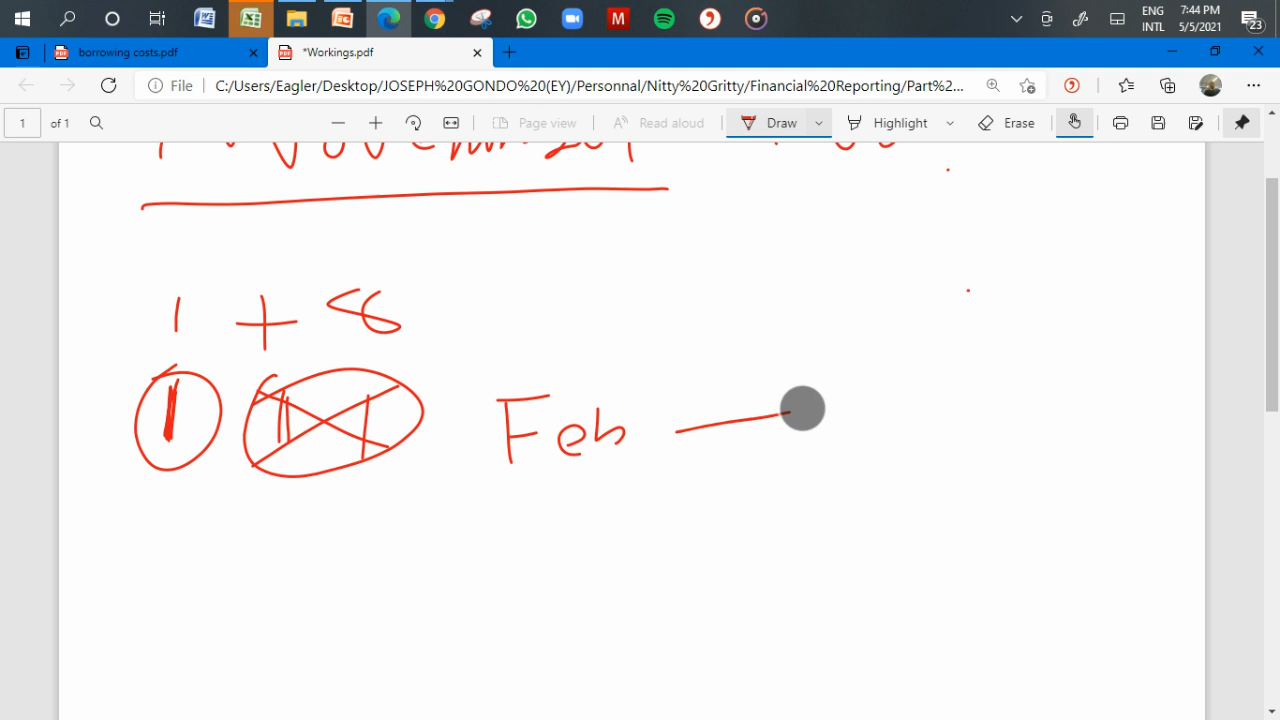 7:44 PM
ENG
INTL
5/5/2021
23
borrowing costs.pdf
*Workings.pdf
File
C:/Users/Eagler/Desktop/JOSEPH%20GONDO%20(EY)/Personnal/Nitty%20Gritty/Financial%20Reporting/Part%2...
1 of 1
Page view
Read aloud
Draw
Highlight
Erase
1 + 8
1
Feb